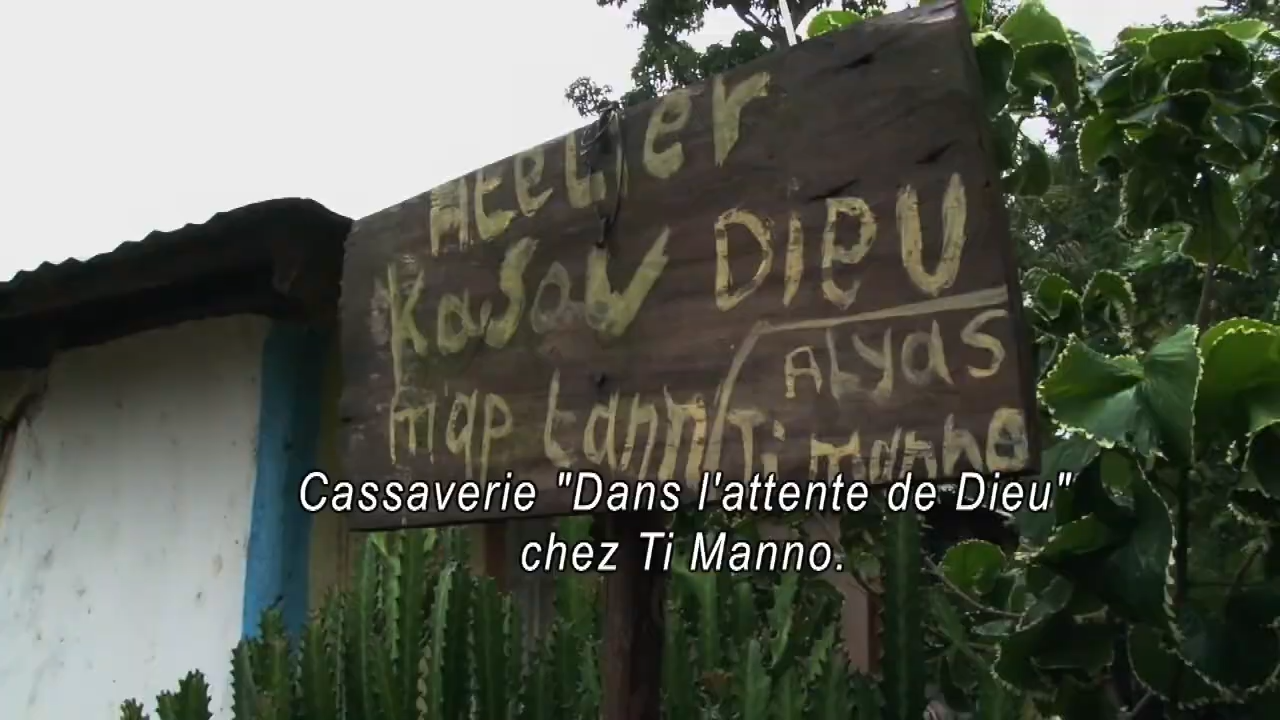 Atelier
Kasav DIEU
map tann
ALyas
Ti manno
Cassaverie "Dans l'attente de Dieu"
chez Ti Manno.